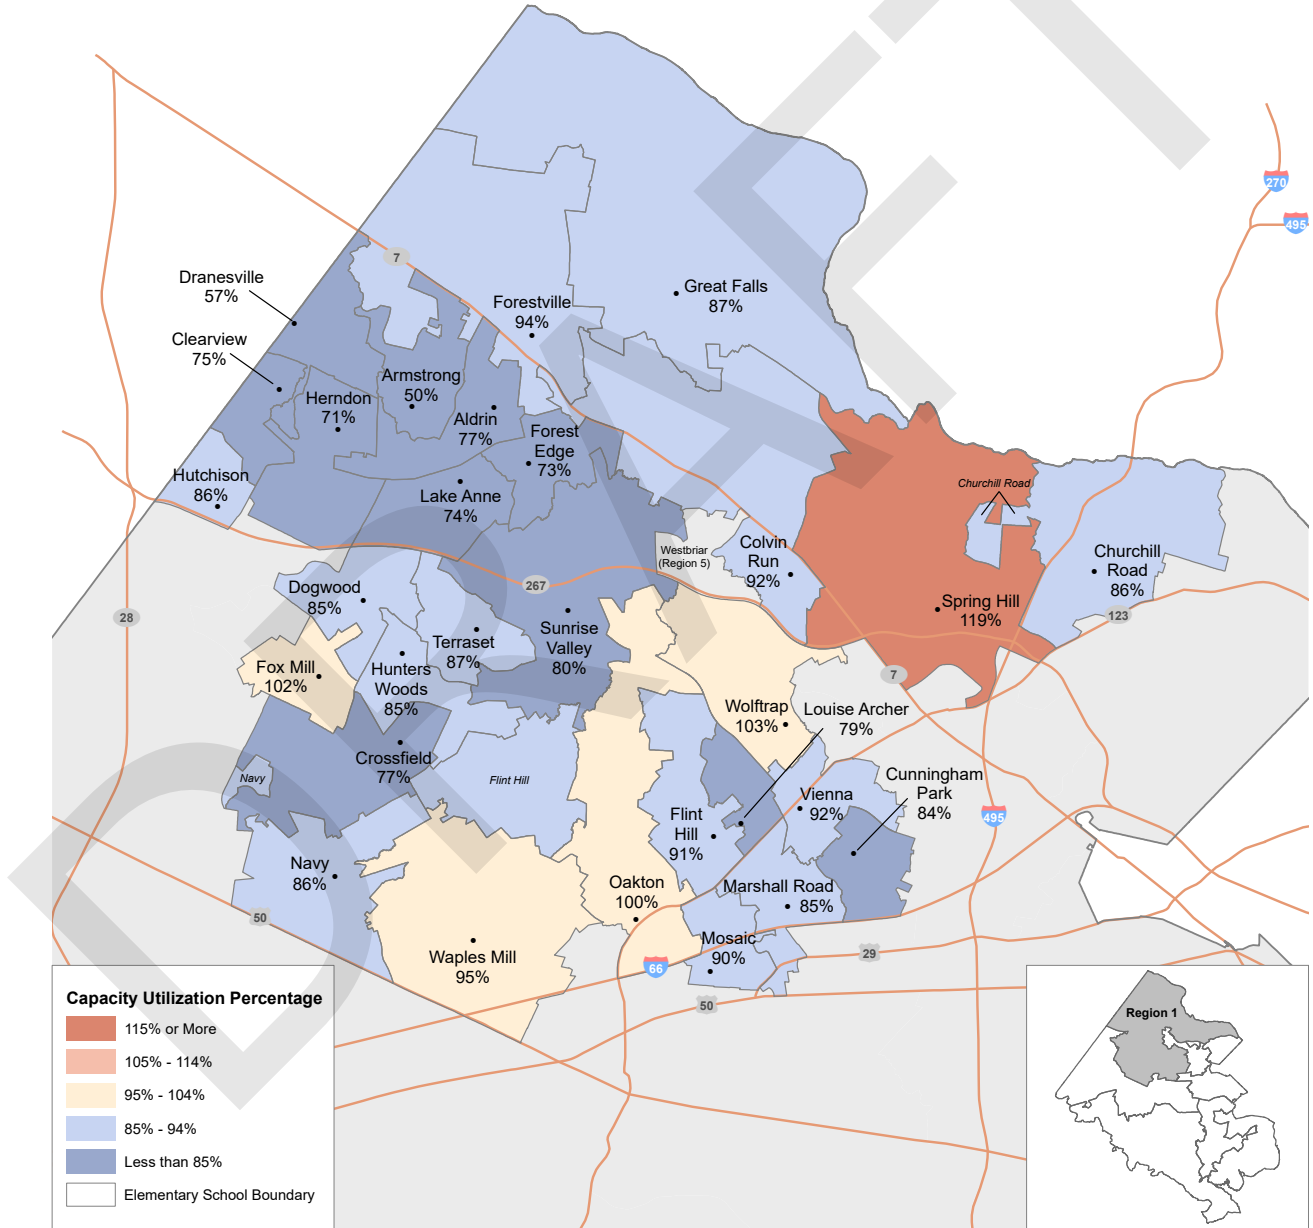 270
495
7
Dranesville
57%
Great Falls
87%
Forestville
94%
Clearview
75%
Armstrong
50%
Herndon
71%
Aldrin
77%
Forest
Edge
73%
Hutchison
86%
Lake Anne
74%
Churchill Road
Westbriar
(Region 5)
Colvin
Run
92%
Churchill
Road
86%
Dogwood
85%
267
Spring Hill
119%
123
28
Terraset
87%
Sunrise
Valley
80%
Fox Mill
102%
Hunters
Woods
85%
7
Wolftrap
103%
Louise Archer
79%
Crossfield
77%
Navy
Flint Hill
Cunningham
Park
84%
Vienna
92%
Flint
Hill
91%
495
Navy
86%
Oakton
100%
Marshall Road
85%
50
Mosaic
90%
29
Waples Mill
95%
66
50
Capacity Utilization Percentage
115% or More
105% - 114%
95% - 104%
85% - 94%
Less than 85%
Elementary School Boundary
Region 1
DRAFT